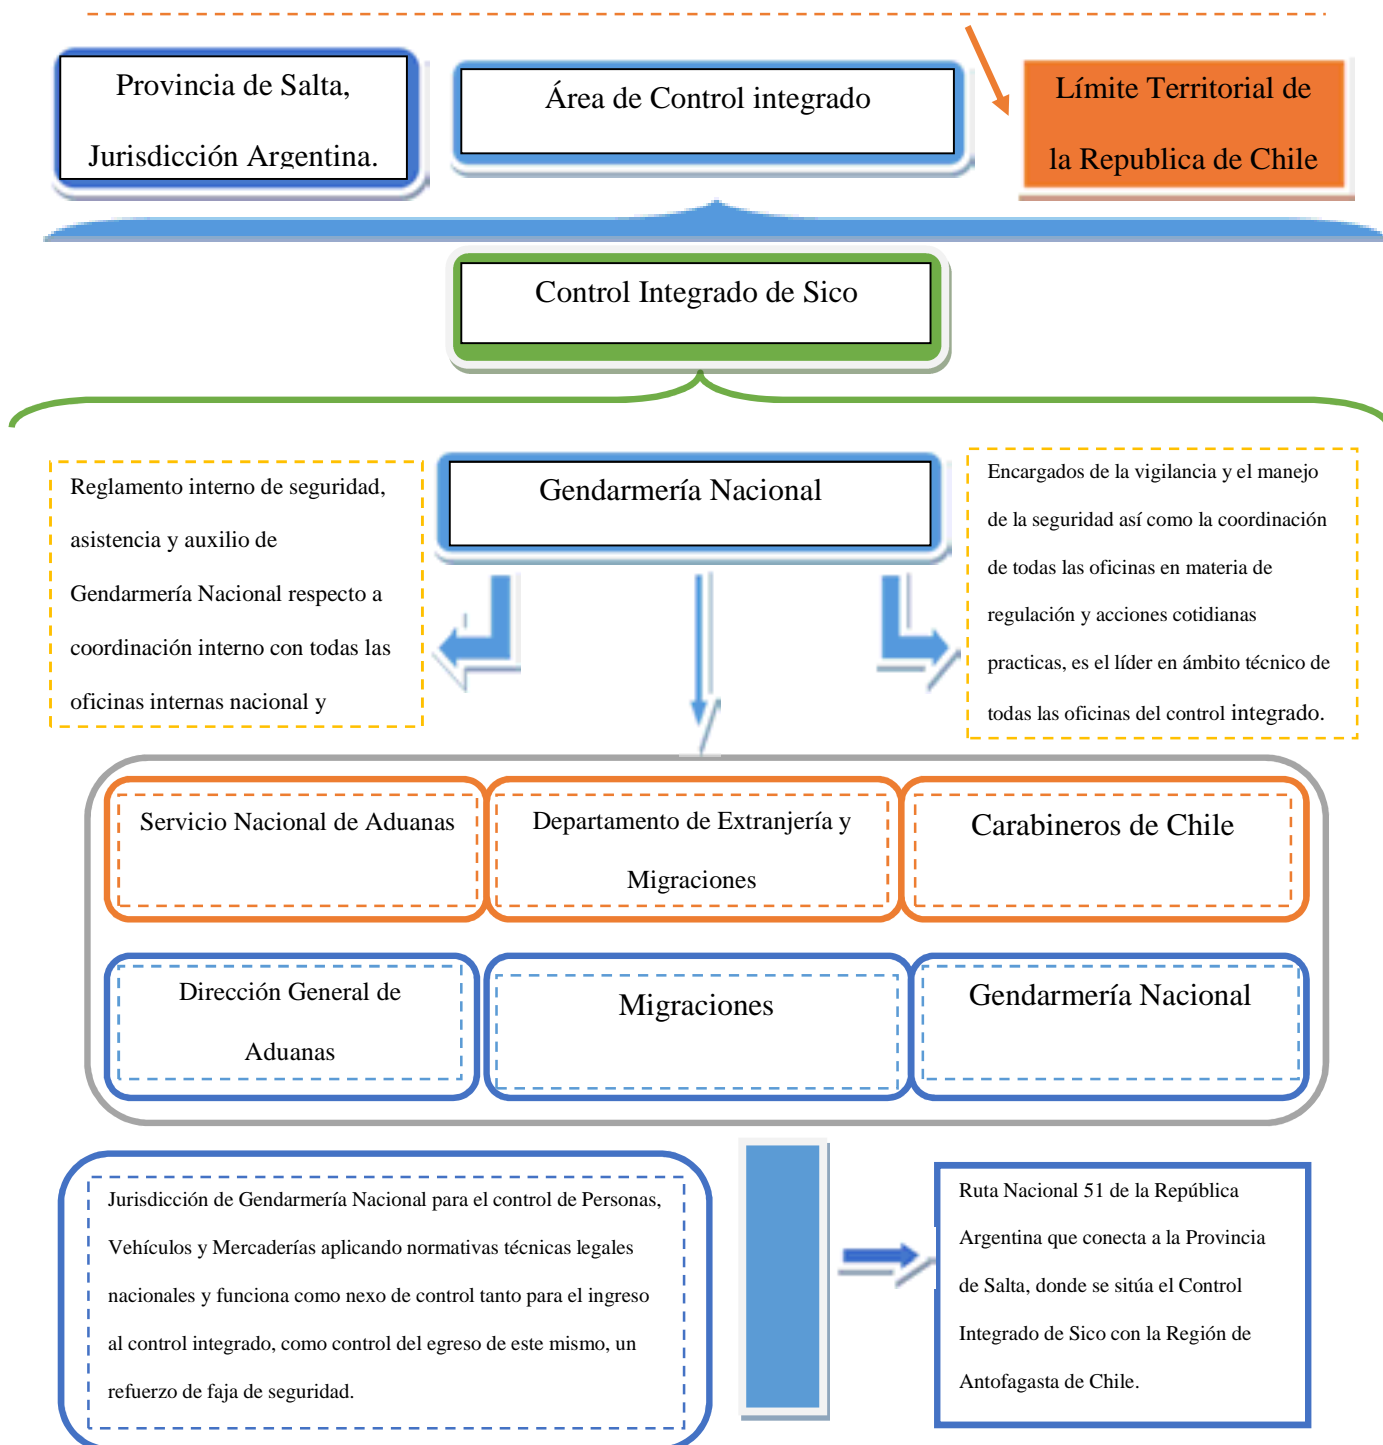 Provincia de Salta,
Jurisdicción Argentina.
Área de Control integrado
Límite Territorial de
la Republica de Chile
Control Integrado de Sico
Reglamento interno de seguridad,
asistencia y auxilio de
Gendarmería Nacional respecto a
coordinación interno con todas las
oficinas internas nacional y
Gendarmería Nacional
Encargados de la vigilancia y el manejo
de la seguridad así como la coordinación
de todas las oficinas en materia de
regulación y acciones cotidianas
practicas, es el líder en ámbito técnico de
todas las oficinas del control integrado.
Servicio Nacional de Aduanas
Departamento de Extranjería y
Migraciones
Carabineros de Chile
Dirección General de
Aduanas
Migraciones
Gendarmería Nacional
Jurisdicción de Gendarmería Nacional para el control de Personas,
Vehículos y Mercaderías aplicando normativas técnicas legales
nacionales y funciona como nexo de control tanto para el ingreso
al control integrado, como control del egreso de este mismo, un
refuerzo de faja de seguridad.
Ruta Nacional 51 de la República
Argentina que conecta a la Provincia
de Salta, donde se sitúa el Control
Integrado de Sico con la Región de
Antofagasta de Chile.